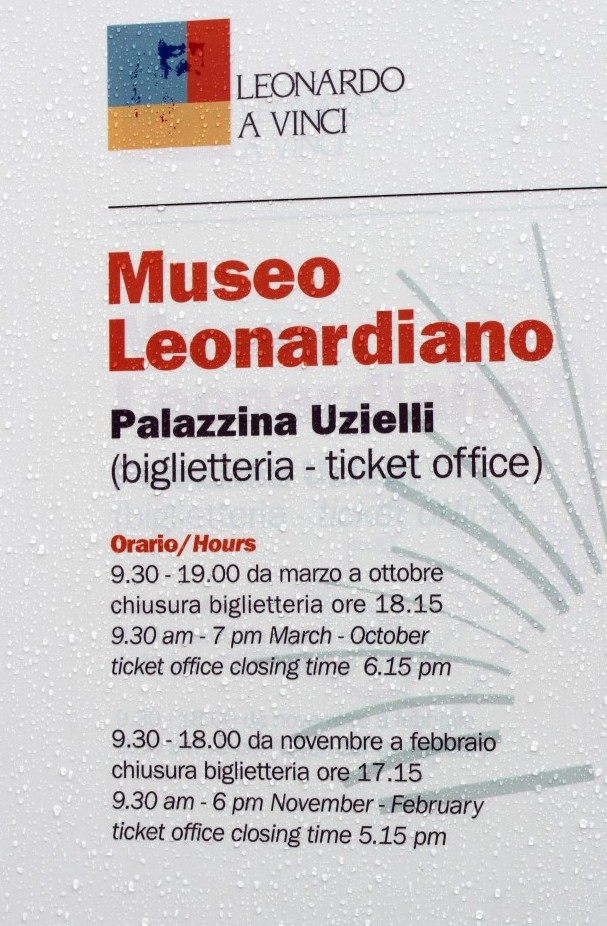 LEONARDO
A VINCI
Museo
Leonardiano
Palazzina Uzielli
(biglietteria - ticket office)
Orario/Hours
9.30 - 19.00 da marzo a ottobre
chiusura biglietteria ore 18.15
9.30 am - 7 pm March - October
ticket office closing time 6.15 pm
9.30 - 18.00 da novembre a febbraio
chiusura biglietteria ore 17.15
9.30 am - 6 pm November - February
ticket office closing time 5.15 pm